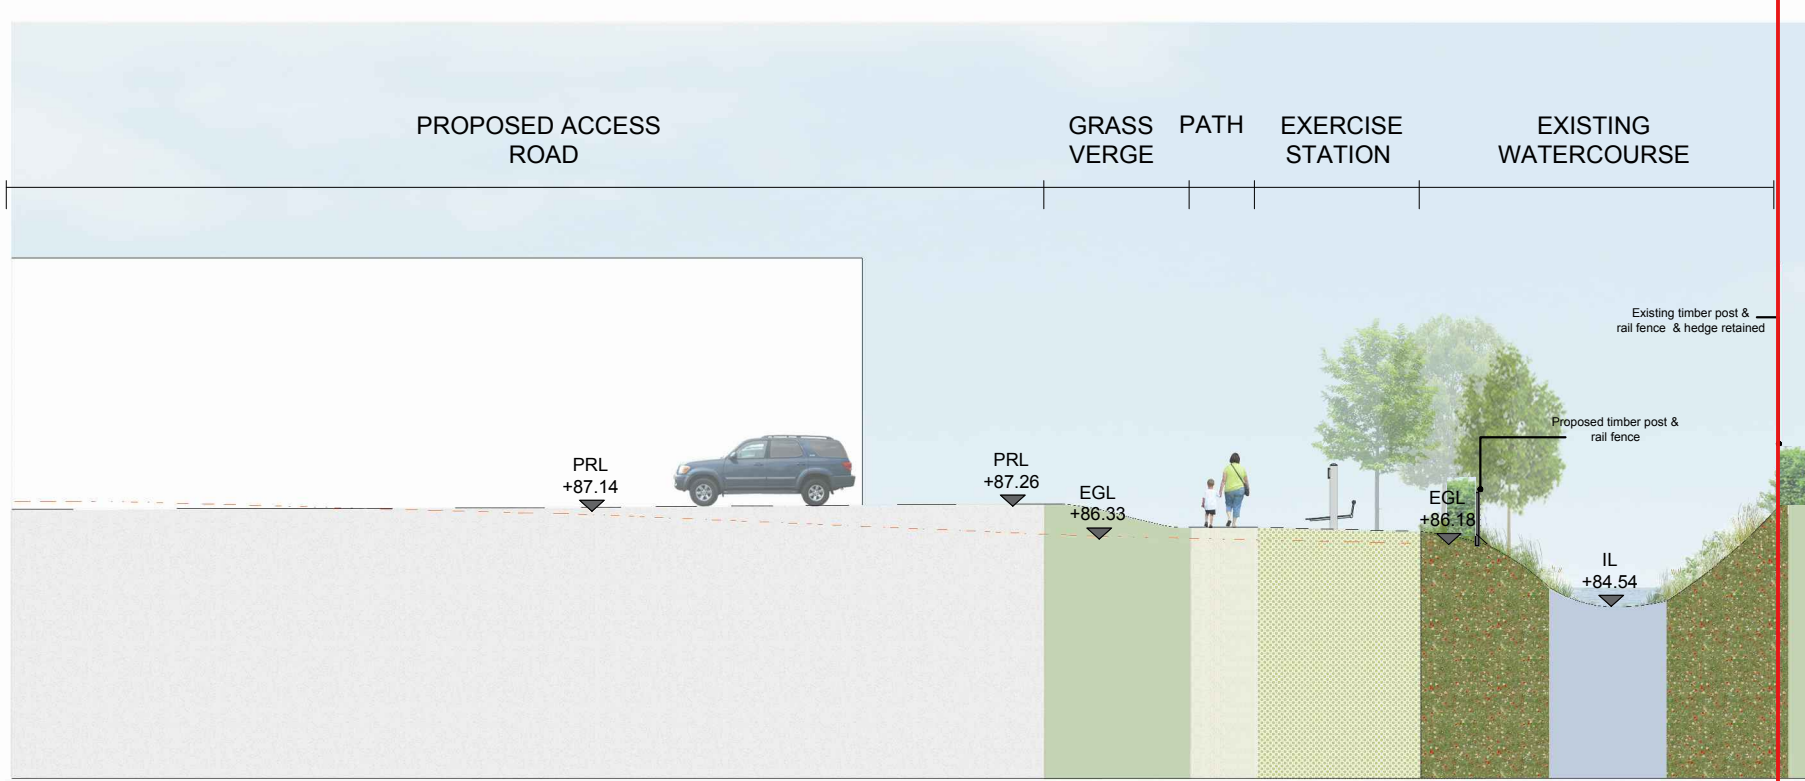 PROPOSED ACCESS
ROAD
GRASS
VERGE
PATH
EXERCISE
STATION
EXISTING
WATERCOURSE
Existing timber post &
rail fence & hedge retained
Proposed timber post &
rail fence
PRL
+87.14
PRL
+87.26
EGL
+86.33
EGL
+86.18
IL
+84.54